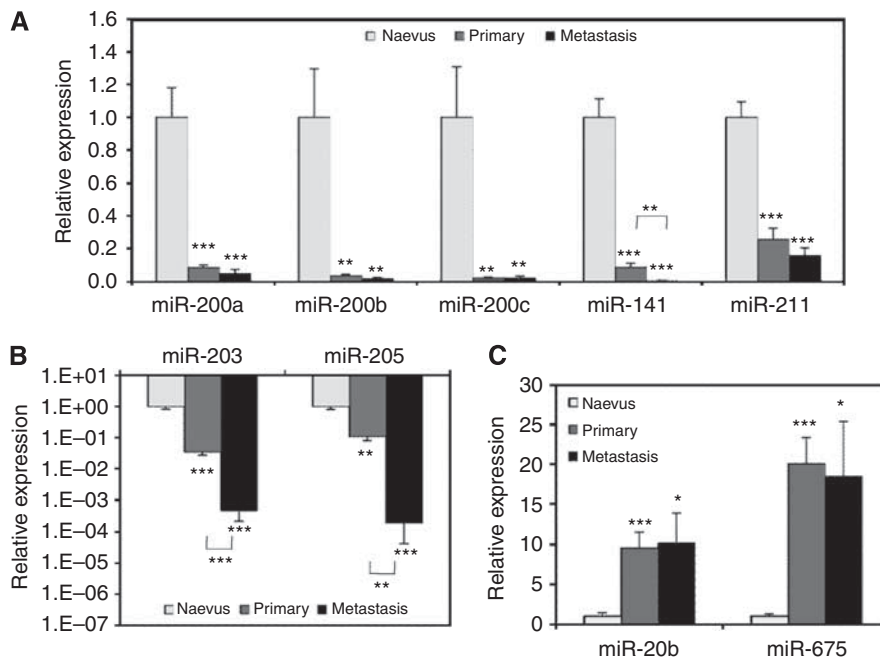 A
Relative expression
1.6
1.4
1.2
1.0
0.8
0.6
0.4
0.2
0.0
Naevus Primary Metastasis
*** *** ** ** ** ** *** ** *** *** ***
miR-200a miR-200b miR-200c miR-141 miR-211
B
miR-203 miR-205
Relative expression
1.E+01
1.E+00
1.E–01
1.E–02
1.E–03
1.E–04
1.E–05
1.E–06
1.E–07
*** **
*** ***
*** **
Naevus Primary Metastasis
C
Relative expression
30
25
20
15
10
5
0
Naevus
Primary
Metastasis
*** * *** *
miR-20b miR-675